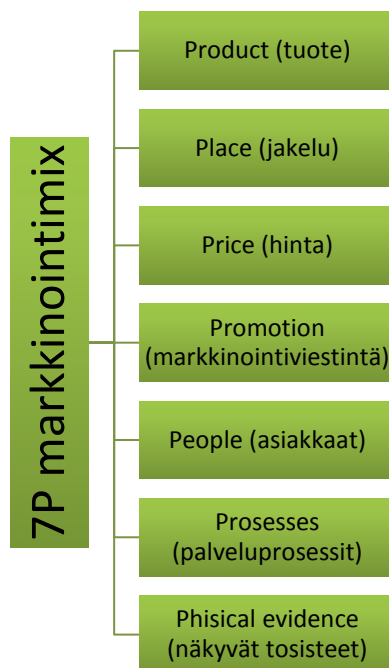 7P markkinointimix
Product (tuote)
Place (jakelu)
Price (hinta)
Promotion
(markkinointiviestintä)
People (asiakkaat)
Prosesses
(palveluprosessit)
Phisical evidence
(näkyvät tosisteet)